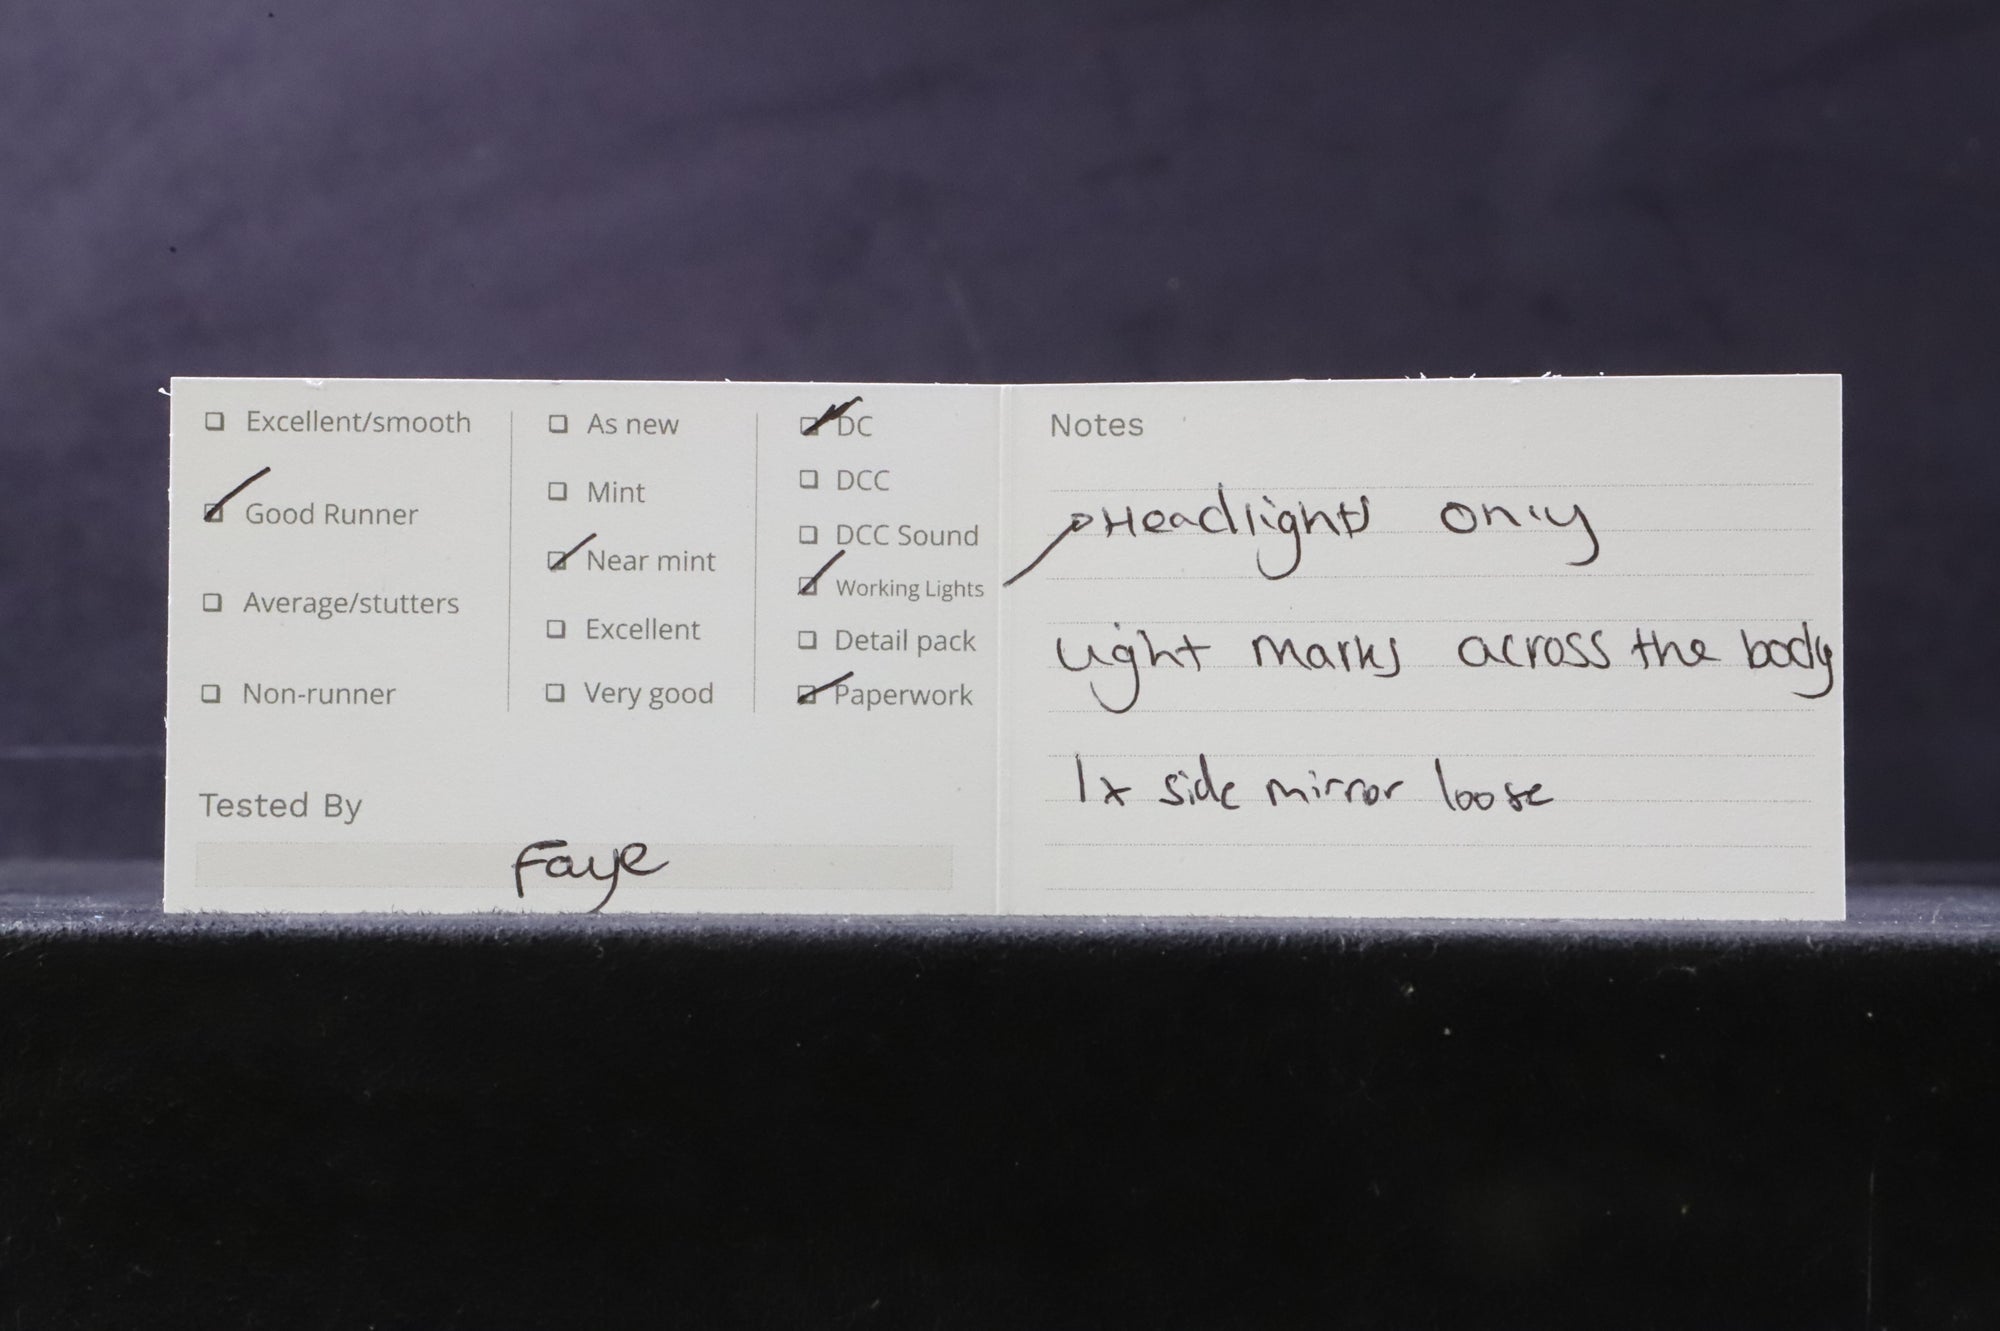 Excellent/smooth
Good Runner
Average/stutters
Non-runner
As new
Mint
Near mint
Excellent
Very good
DC
DCC
DCC Sound
Working Lights
Detail pack
Paperwork
Tested By
Faye
Notes
Headlights only
Light marks across the body
1x side mirror loose